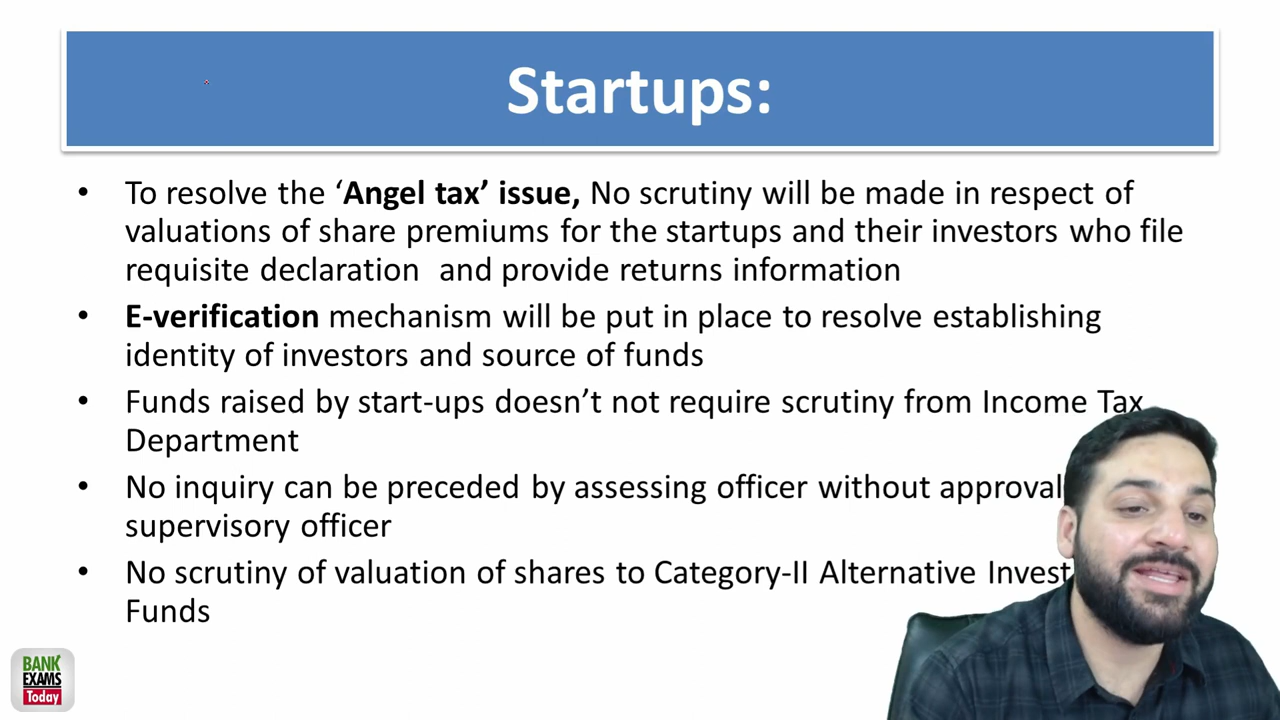 Startups:
• To resolve the ‘Angel tax’ issue, No scrutiny will be made in respect of
valuations of share premiums for the startups and their investors who file
requisite declaration and provide returns information
• E-verification mechanism will be put in place to resolve establishing
identity of investors and source of funds
• Funds raised by start-ups doesn’t not require scrutiny from Income Tax
Department
• No inquiry can be preceded by assessing officer without approval
supervisory officer
• No scrutiny of valuation of shares to Category-II Alternative Invest
Funds
BANK
EXAMS
Today